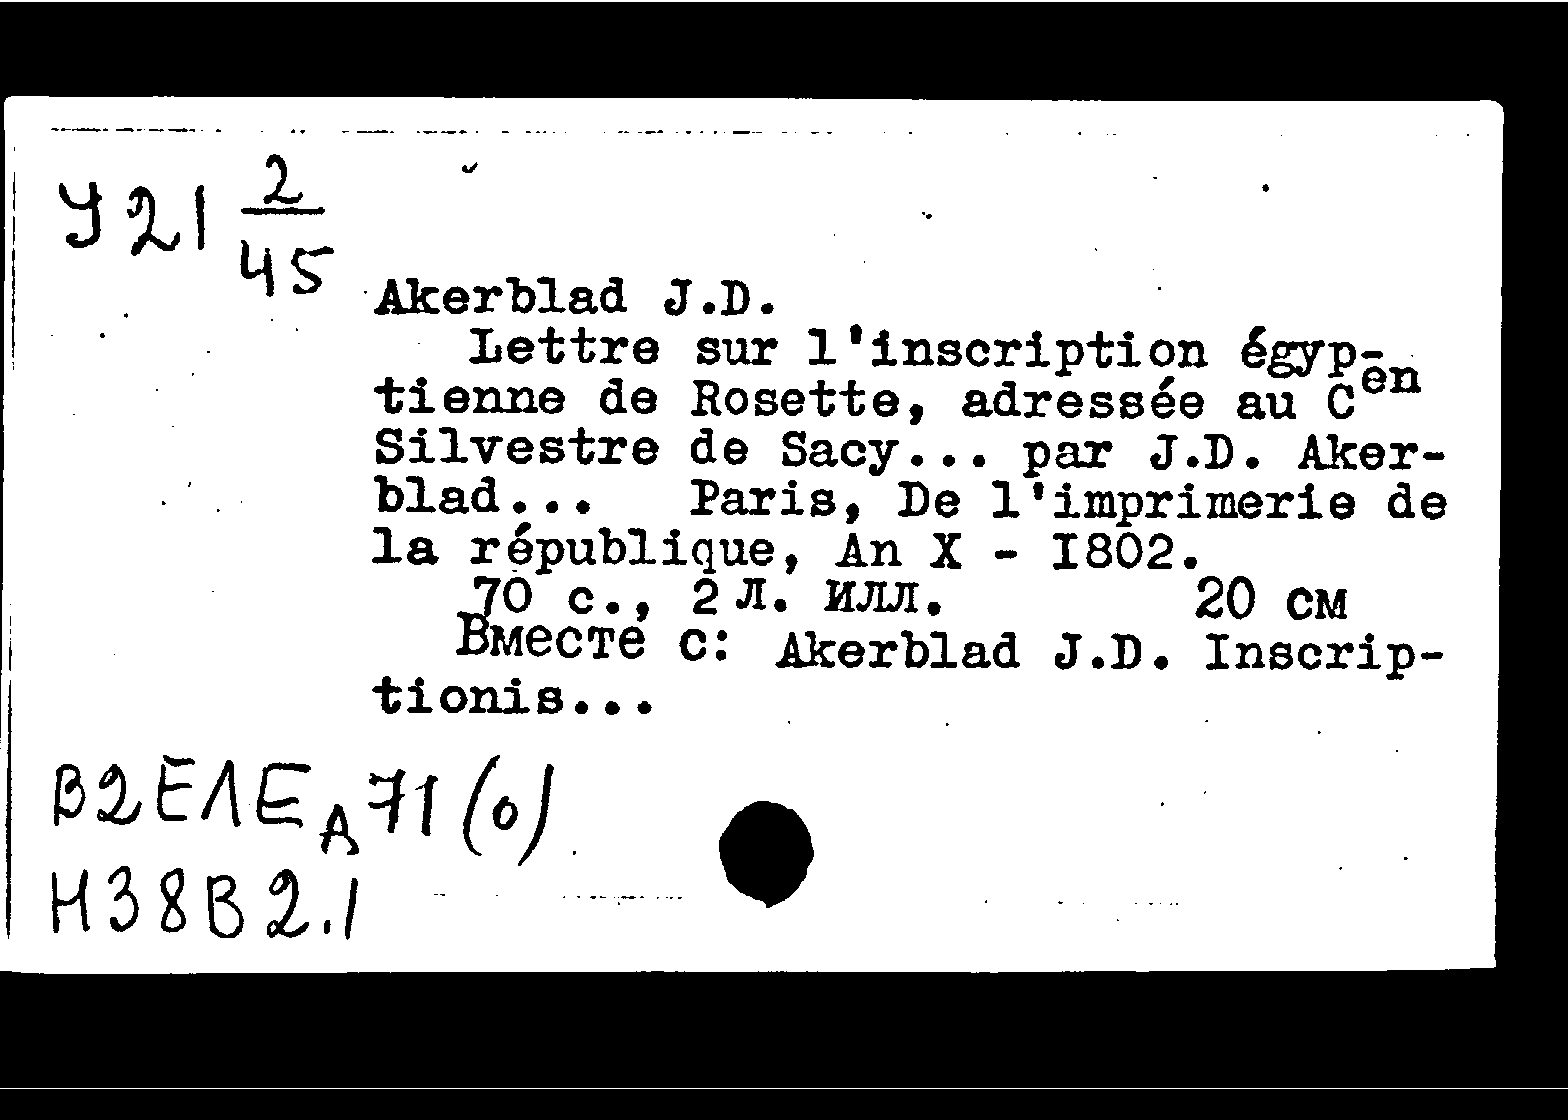 У21 2/45
Akerblad J.D.
Lettre sur l'inscription égyp-
tienne de Rosette, adressée au Cen
Silvestre de Sacy... par J.D. Aker-
blad... Paris, De l'imprimerie de
la république, An X - I802.
70 с., 2 л. илл. 20 см
Вместе с: Akerblad J.D. Inscrip-
tionis...
В2Е1Е А 71 (0)
Н38В2.1